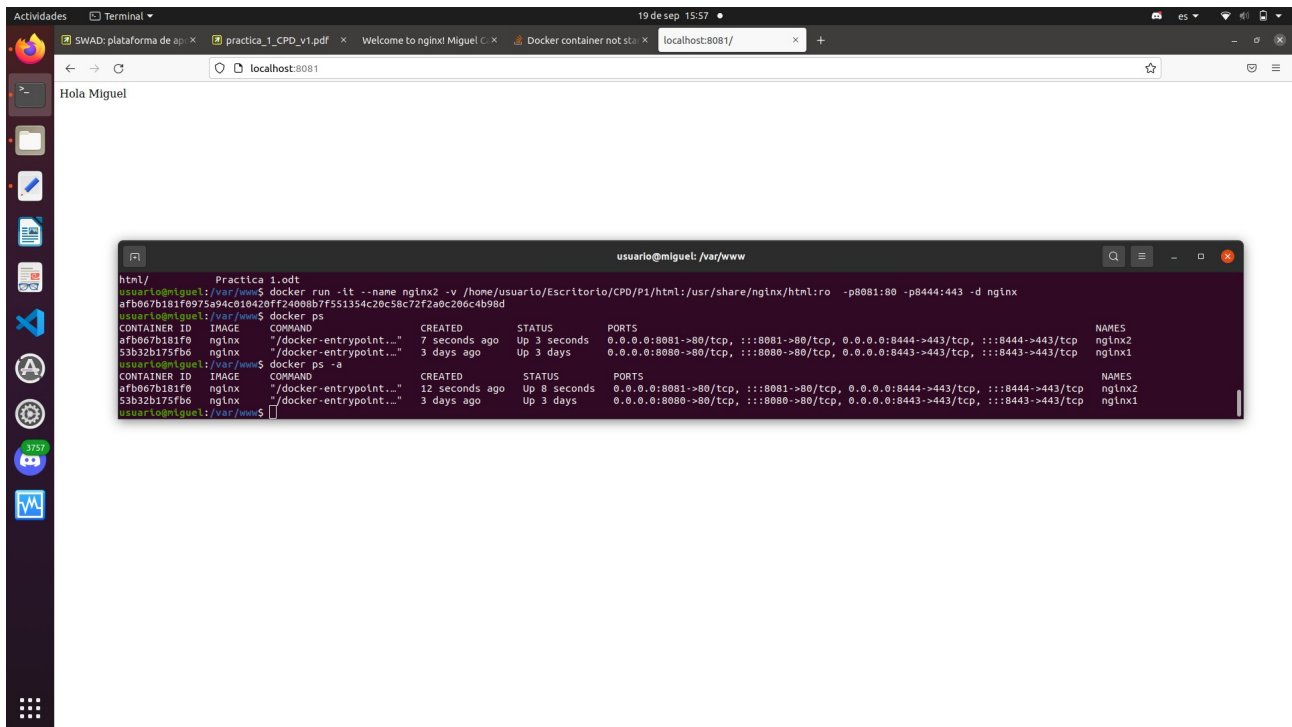 Actividades Terminal 19 de sep 15:57 es
SWAD: plataforma de apo practica_1_CPD_v1.pdf Welcome to nginx! Miguel C Docker container not sta localhost:8081/
localhost:8081
Hola Miguel
usuario@miguel: /var/www
html/ Practica 1.odt
usuario@miguel:/var/www$ docker run -it --name nginx2 -v /home/usuario/Escritorio/CPD/P1/html:/usr/share/nginx/html:ro -p8081:80 -p8444:443 -d nginx
afb067b181f0975a94c010420ff24008b7f551354c20c58c72f2a0c206c4b98d
usuario@miguel:/var/www$ docker ps
CONTAINER ID IMAGE COMMAND CREATED STATUS PORTS NAMES
afb067b181f0 nginx "/docker-entrypoint.…" 7 seconds ago Up 3 seconds 0.0.0.0:8081->80/tcp, :::8081->80/tcp, 0.0.0.0:8444->443/tcp, :::8444->443/tcp nginx2
53b32b175fb6 nginx "/docker-entrypoint.…" 3 days ago Up 3 days 0.0.0.0:8080->80/tcp, :::8080->80/tcp, 0.0.0.0:8443->443/tcp, :::8443->443/tcp nginx1
usuario@miguel:/var/www$ docker ps -a
CONTAINER ID IMAGE COMMAND CREATED STATUS PORTS NAMES
afb067b181f0 nginx "/docker-entrypoint.…" 12 seconds ago Up 8 seconds 0.0.0.0:8081->80/tcp, :::8081->80/tcp, 0.0.0.0:8444->443/tcp, :::8444->443/tcp nginx2
53b32b175fb6 nginx "/docker-entrypoint.…" 3 days ago Up 3 days 0.0.0.0:8080->80/tcp, :::8080->80/tcp, 0.0.0.0:8443->443/tcp, :::8443->443/tcp nginx1
usuario@miguel:/var/www$
3757